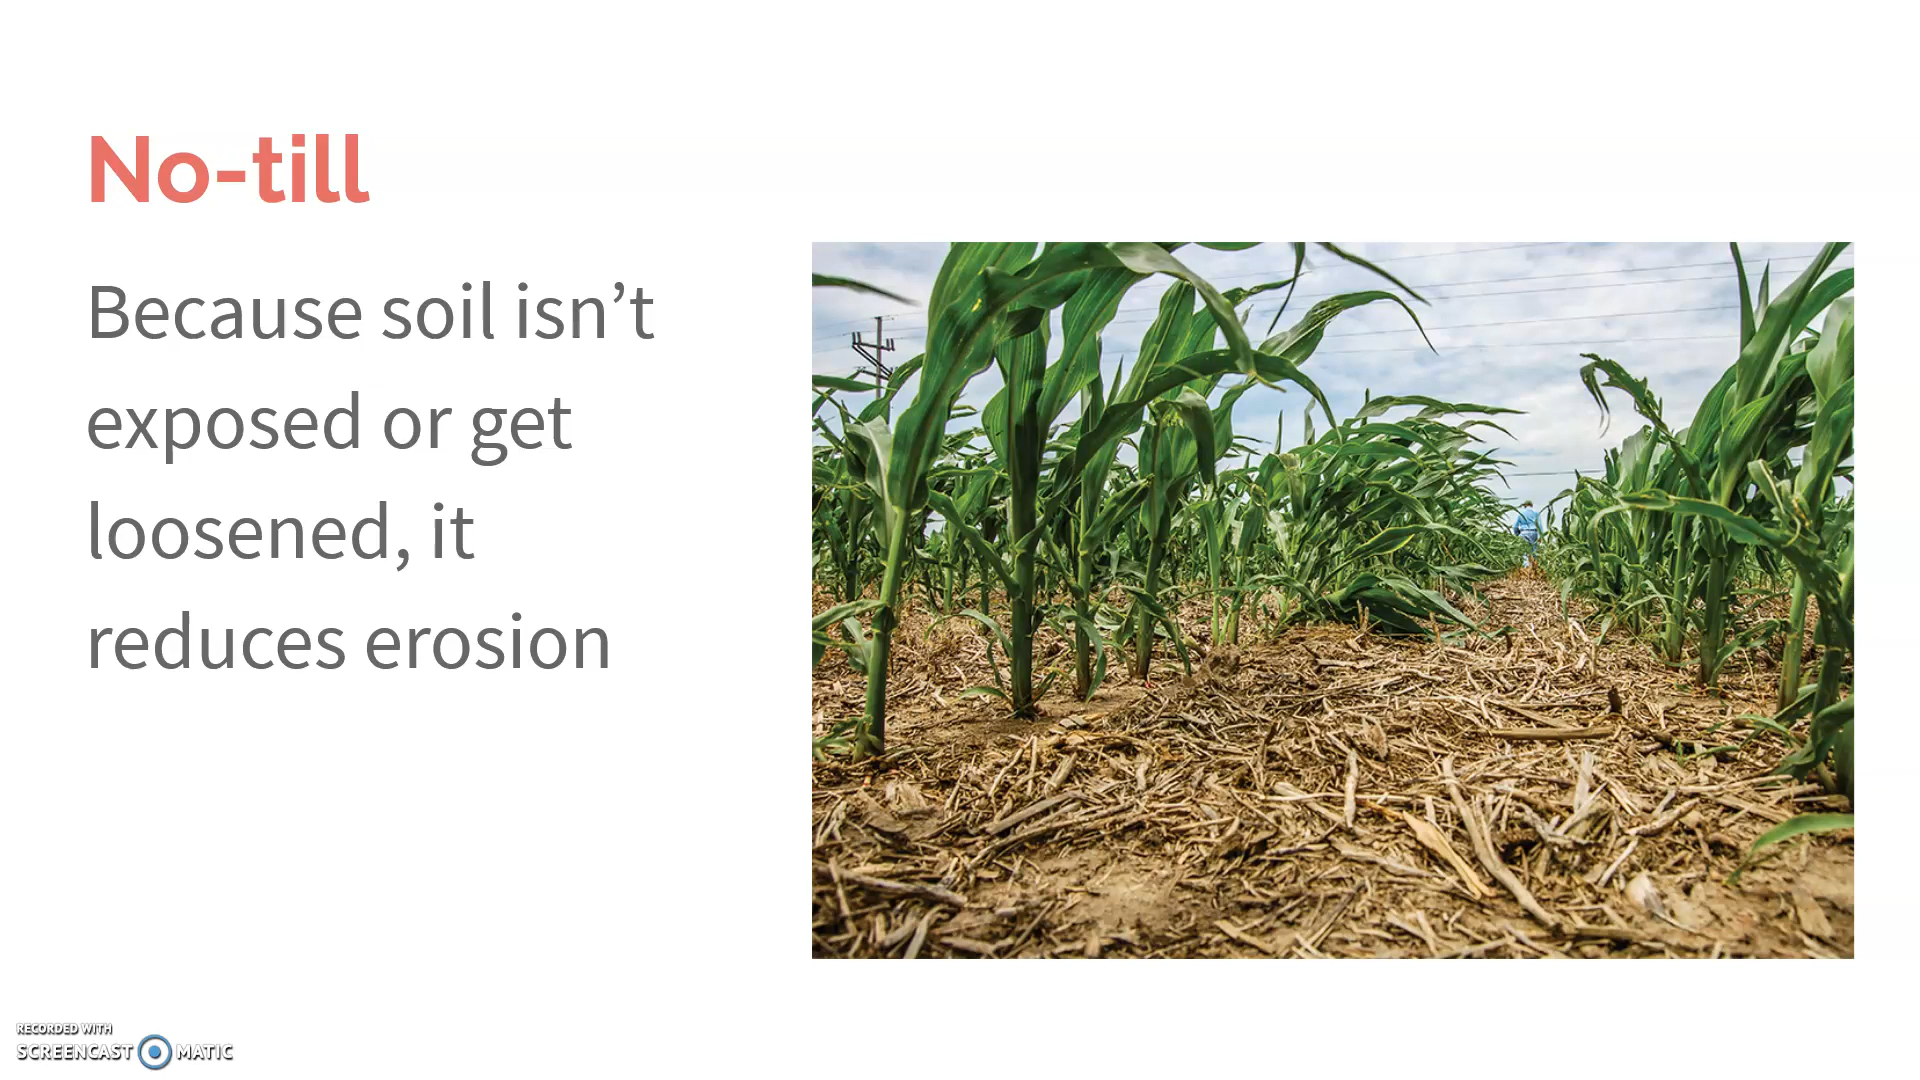 No-till
Because soil isn’t
exposed or get
loosened, it
reduces erosion
RECORDED WITH
SCREENCAST MATIC